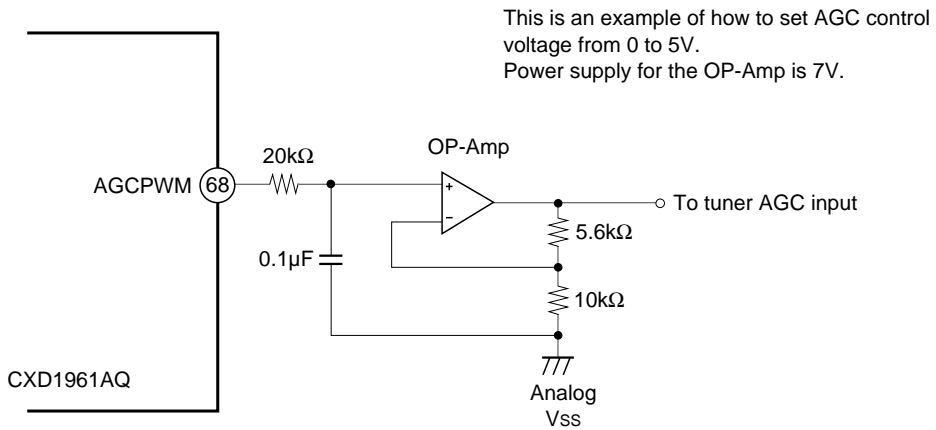 This is an example of how to set AGC control
voltage from 0 to 5V.
Power supply for the OP-Amp is 7V.
OP-Amp
20kΩ
AGCPWM 68
+
−
To tuner AGC input
5.6kΩ
0.1µF
10kΩ
CXD1961AQ
Analog
VSS